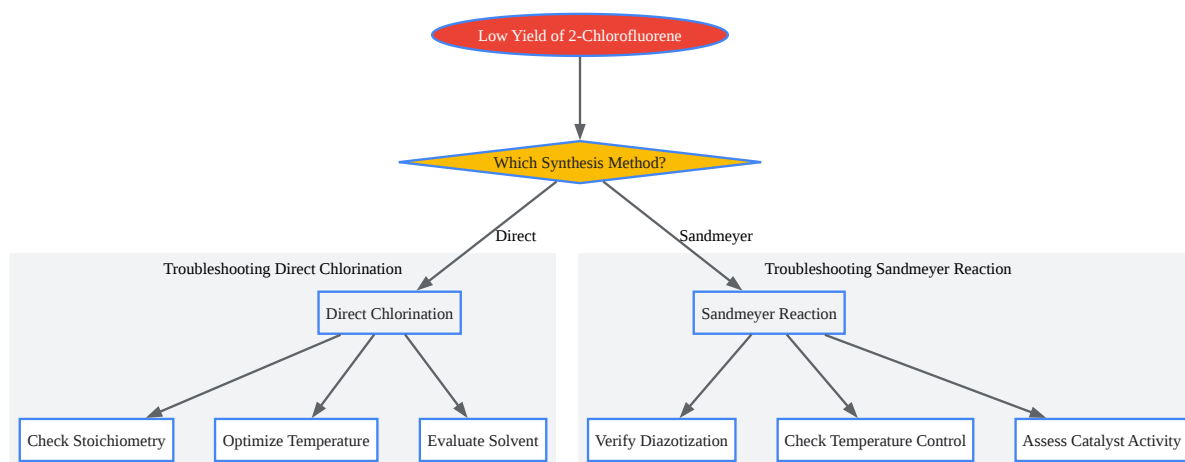 Low Yield of 2-Chlorofluorene
Which Synthesis Method?
Direct
Sandmeyer
Troubleshooting Direct Chlorination
Troubleshooting Sandmeyer Reaction
Direct Chlorination
Sandmeyer Reaction
Check Stoichiometry
Optimize Temperature
Evaluate Solvent
Verify Diazotization
Check Temperature Control
Assess Catalyst Activity